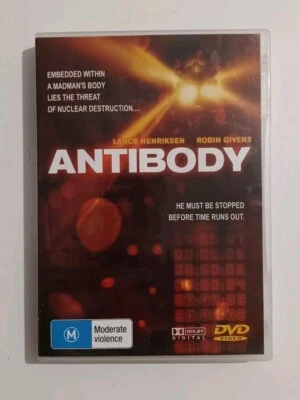 EMBEDDED WITHIN
A MADMAN'S BODY
LIES THE THREAT
OF NUCLEAR DESTRUCTION....
LANCE HENRIKSEN ROBIN GIVENS
ANTIBODY
HE MUST BE STOPPED
BEFORE TIME RUNS OUT.
M
Moderate
violence
DOLBY
DIGITAL
DVD
VIDEO